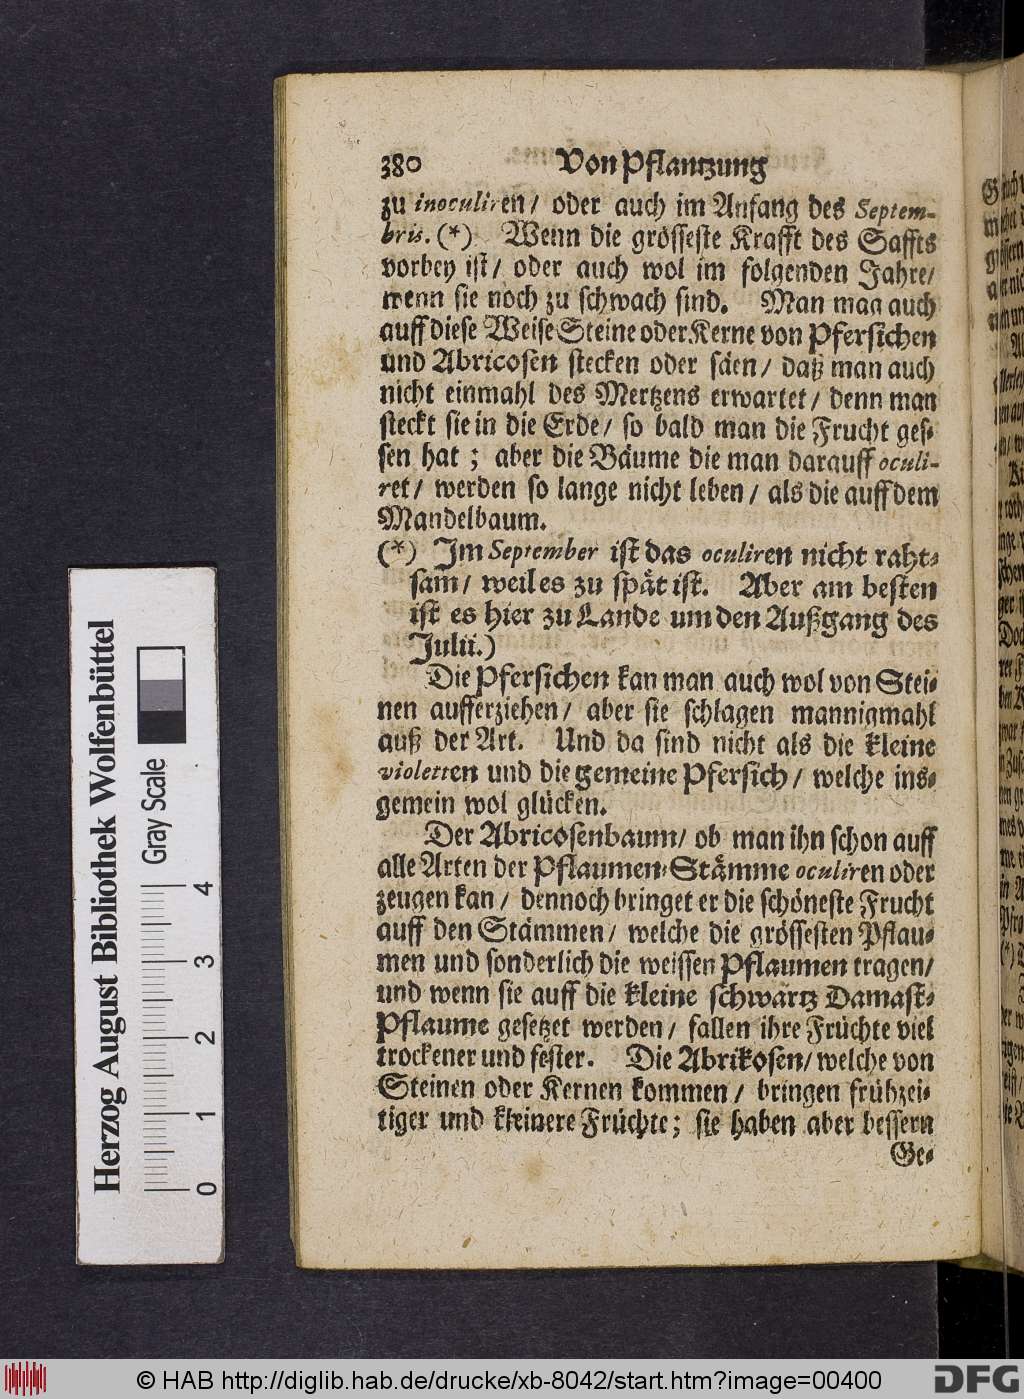 380 Von Pflantzung
zu inoculiren / oder auch im Anfang des Septem-
bris. (*) Wenn die grösseste Krafft des Saffts
vorbey ist / oder auch wol im folgenden Jahre /
wenn sie noch zu schwach sind. Man mag auch
auff diese Weise Steine oder Kerne von Pfersichen
und Abricosen stecken oder säen / daß man auch
nicht einmahl des Mertzens erwartet / denn man
steckt sie in die Erde / so bald man die Frucht ges-
sen hat ; aber die Bäume die man darauff oculi-
ret / werden so lange nicht leben / als die auff dem
Mandelbaum.
(*) Im September ist das oculiren nicht raht-
sam / weil es zu spåt ist. Aber am besten
ist es hier zu Lande um den Außgang des
Julii.)
Die Pfersichen kan man auch wol von Stei-
nen aufferziehen / aber sie schlagen mannigmahl
auß der Art. Und da sind nicht als die kleine
violetten und die gemeine Pfersich / welche ins-
gemein wol glücken.
Der Abricosenbaum / ob man ihn schon auff
alle Arten der Pflaumen-Ståmme oculiren oder
zeugen kan / dennoch bringet er die schöneste Frucht
auff den Stämmen / welche die grössesten Pflau-
men und sonderlich die weissen Pflaumen tragen /
und wenn sie auff die kleine schwartz Damast-
Pflaume gesetzet werden / fallen ihre Früchte viel
trockener und fester. Die Abrikosen / welche von
Steinen oder Kernen kommen / bringen frühzei-
tiger und kleinere Früchte ; sie haben aber bessern
Ge-
Herzog August Bibliothek Wolfenbüttel
Gray Scale
0 1 2 3 4
© HAB http://diglib.hab.de/drucke/xb-8042/start.htm?image=00400
DFG